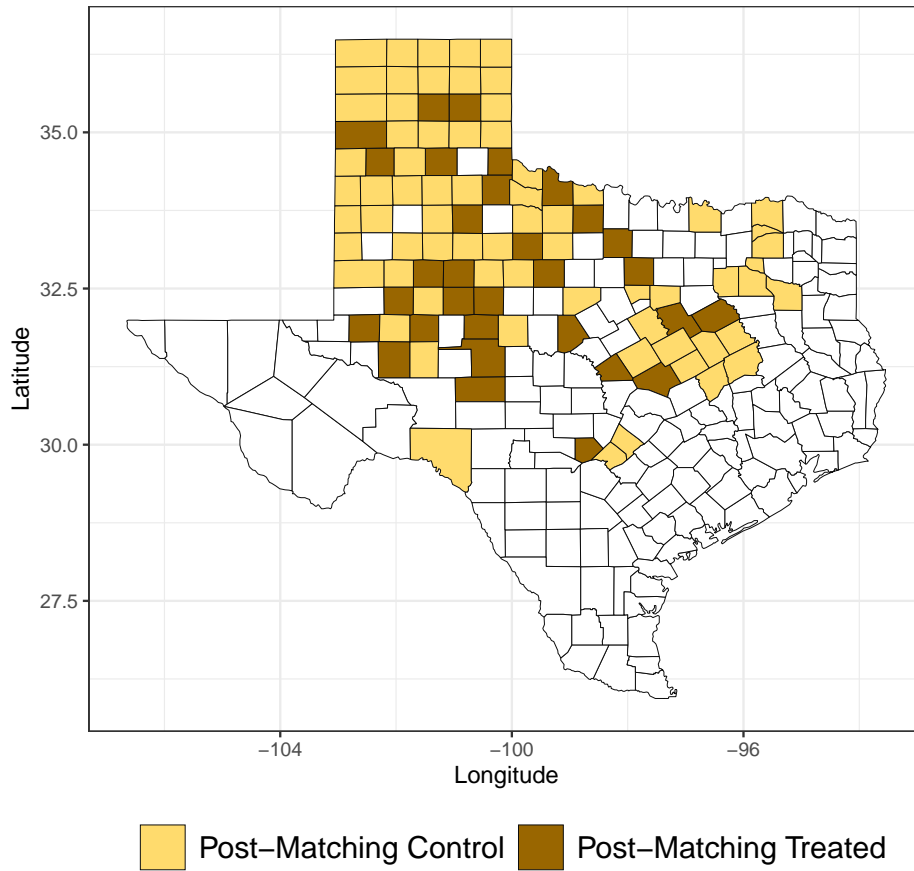 35.0
32.5
30.0
27.5
Latitude
−104
−100
−96
Longitude
Post−Matching Control
Post−Matching Treated